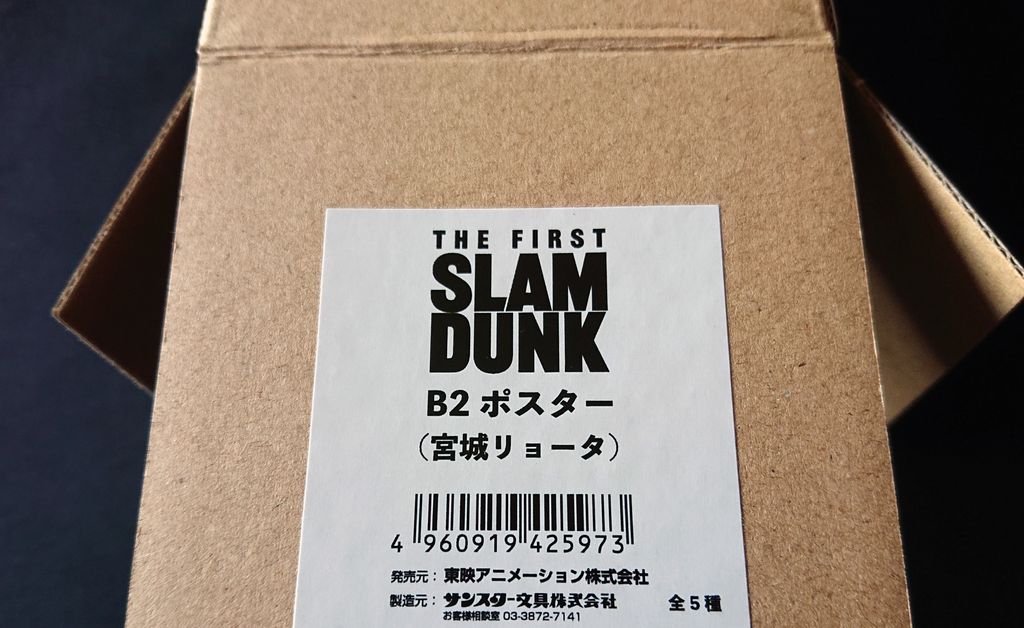 THE FIRST
SLAM
DUNK
B2 ポスター
（宮城リョータ）
4 960919 425973
発売元：東映アニメーション株式会社
製造元：サンスター文具株式会社
お客様相談室 03-3872-7141
全5種